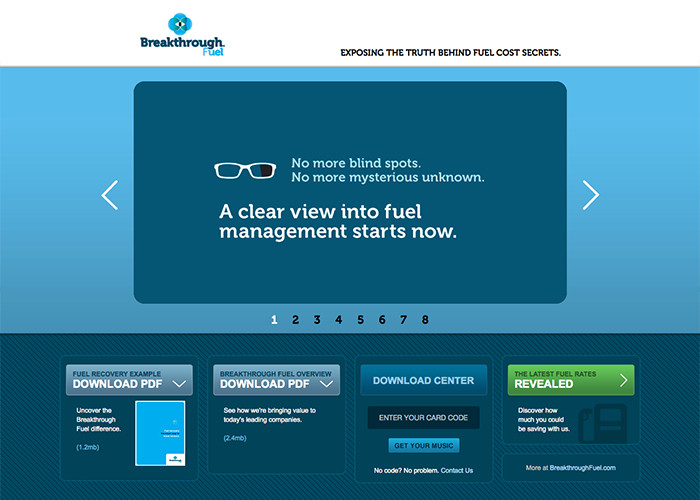 Breakthrough
Fuel
EXPOSING THE TRUTH BEHIND FUEL COST SECRETS.
No more blind spots.
No more mysterious unknown.
A clear view into fuel
management starts now.
1 2 3 4 5 6 7 8
FUEL RECOVERY EXAMPLE
DOWNLOAD PDF
Uncover the
Breakthrough
Fuel difference.
(1.2mb)
BREAKTHROUGH FUEL OVERVIEW
DOWNLOAD PDF
See how we're bringing value to
today's leading companies.
(2.4mb)
DOWNLOAD CENTER
ENTER YOUR CARD CODE
GET YOUR MUSIC
No code? No problem. Contact Us
THE LATEST FUEL RATES
REVEALED
Discover how
much you could
be saving with us.
More at BreakthroughFuel.com